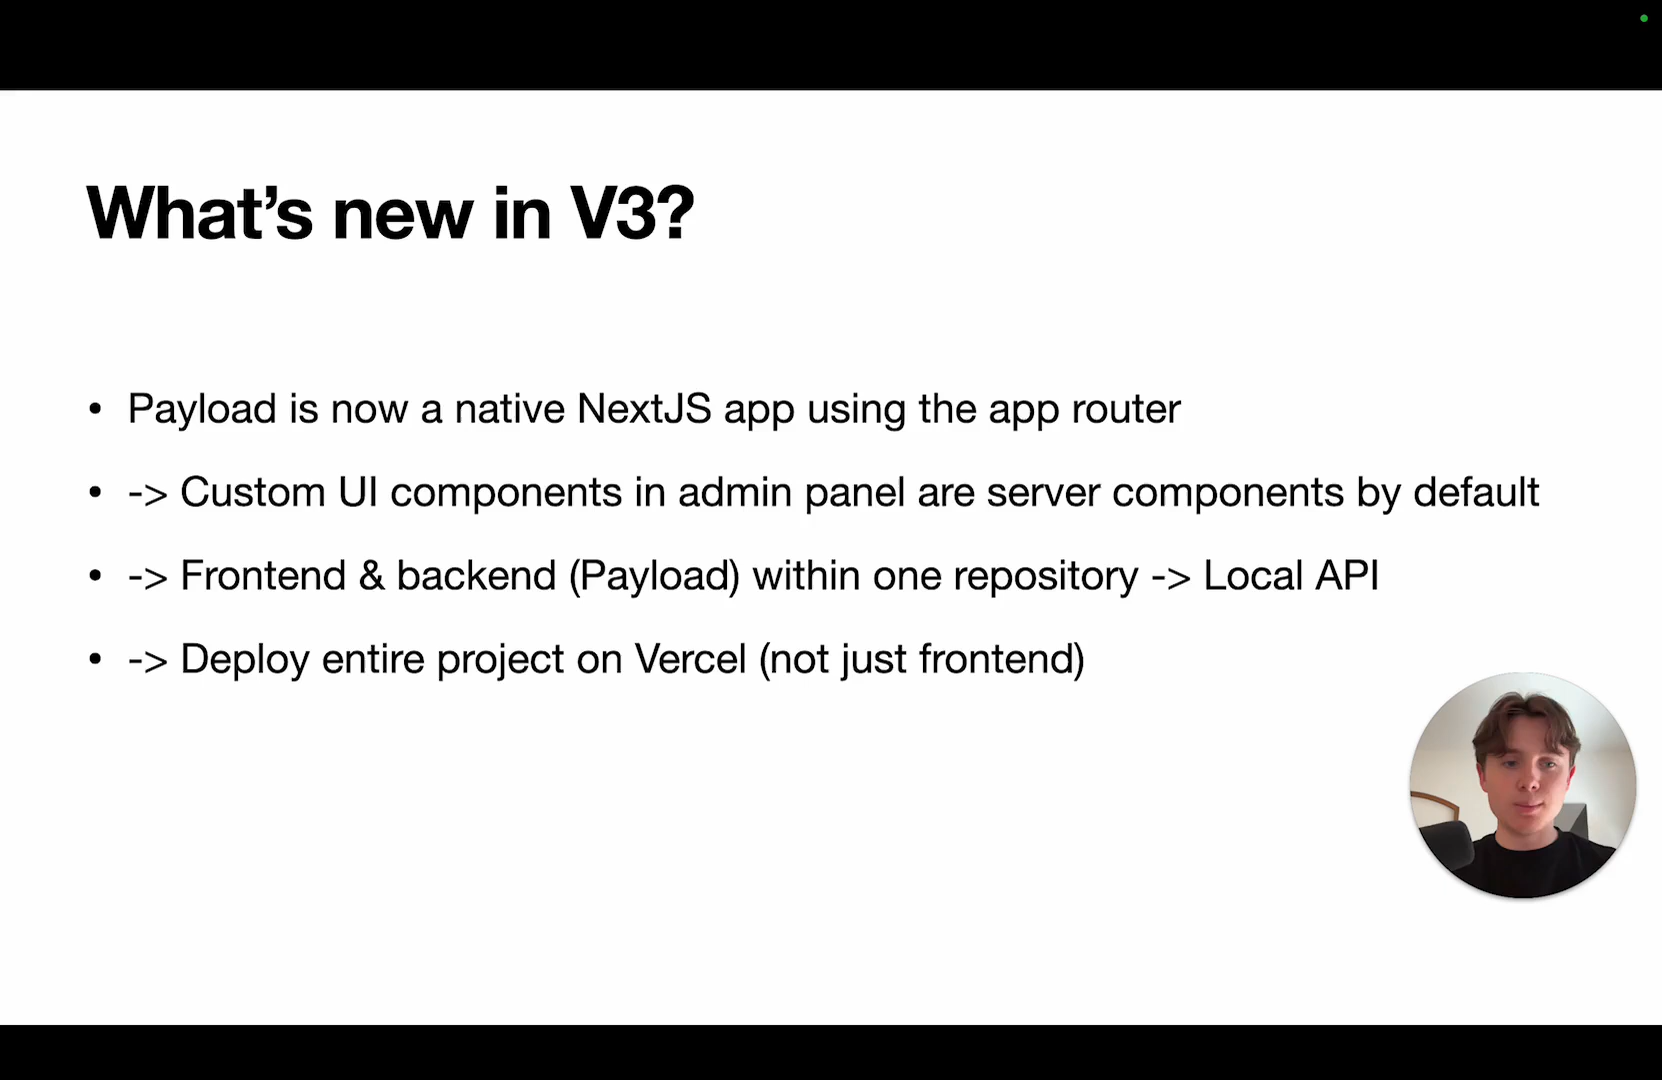 What’s new in V3?
• Payload is now a native NextJS app using the app router
• -> Custom UI components in admin panel are server components by default
• -> Frontend & backend (Payload) within one repository -> Local API
• -> Deploy entire project on Vercel (not just frontend)